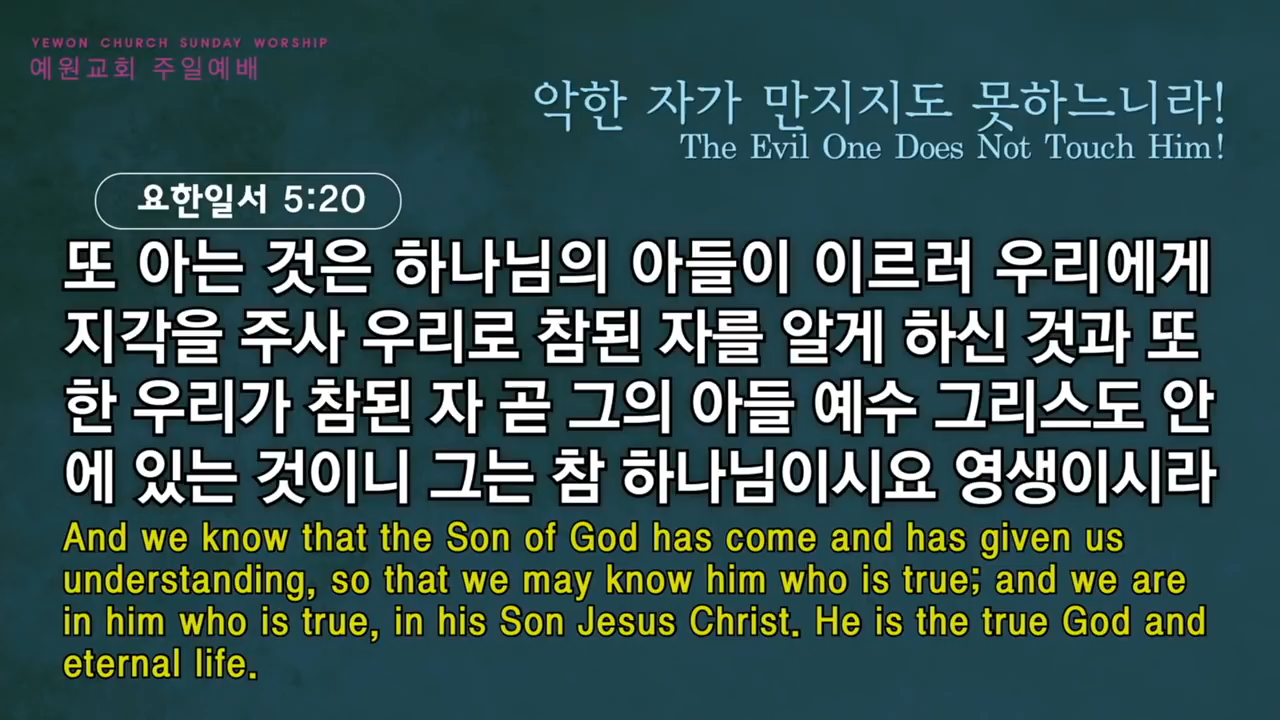 YEWON CHURCH SUNDAY WORSHIP
예원교회 주일예배
악한 자가 만지지도 못하느니라!
The Evil One Does Not Touch Him!
요한일서 5:20
또 아는 것은 하나님의 아들이 이르러 우리에게
지각을 주사 우리로 참된 자를 알게 하신 것과 또
한 우리가 참된 자 곧 그의 아들 예수 그리스도 안
에 있는 것이니 그는 참 하나님이시요 영생이시라
And we know that the Son of God has come and has given us
understanding, so that we may know him who is true; and we are
in him who is true, in his Son Jesus Christ. He is the true God and
eternal life.